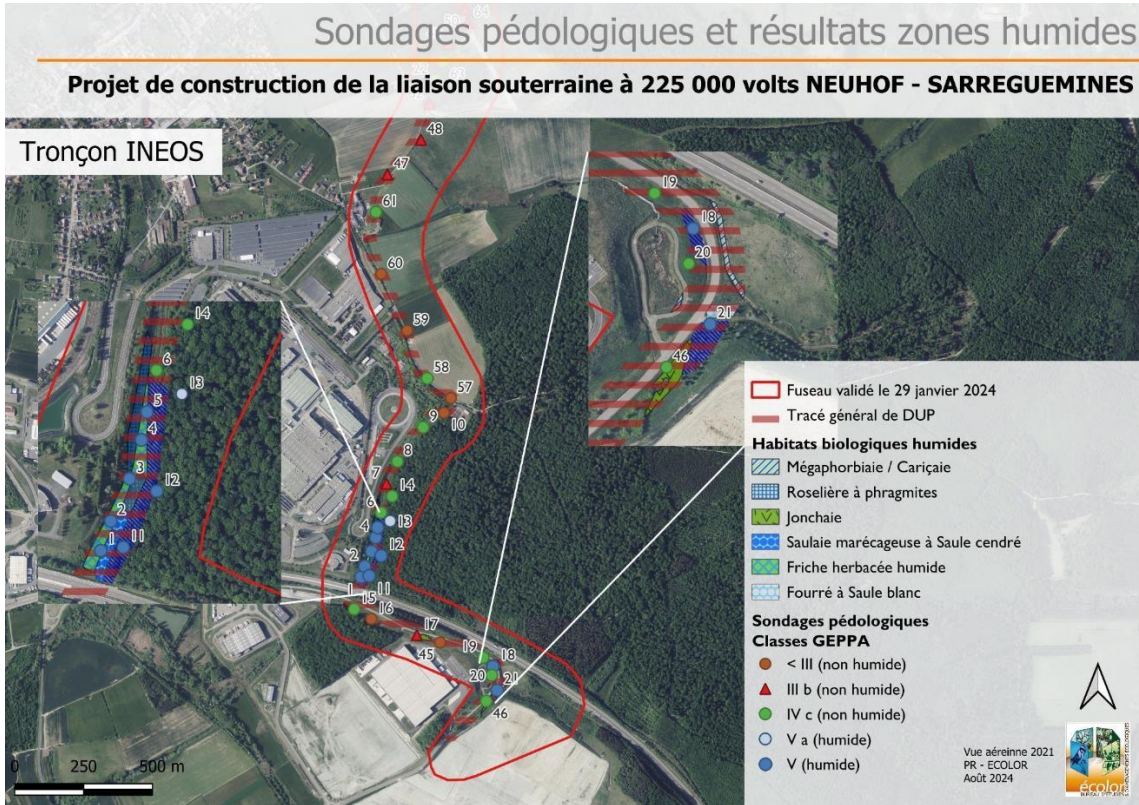 Sondages pédologiques et résultats zones humides
Projet de construction de la liaison souterraine à 225 000 volts NEUHOF - SARREGUEMINES
Tronçon INEOS
48
47
61
60
59
58
57
9
10
8
7
14
6
13
4
12
2
1
11
15
16
17
45
19
18
20
21
46
14
6
13
5
4
3
12
2
1
11
19
18
20
21
46
Fuseau validé le 29 janvier 2024
Tracé général de DUP
Habitats biologiques humides
Mégaphorbiaie / Cariçaie
Roselière à phragmites
Jonchaie
Saulaie marécageuse à Saule cendré
Friche herbacée humide
Fourré à Saule blanc
Sondages pédologiques
Classes GEPPA
< III (non humide)
III b (non humide)
IV c (non humide)
V a (humide)
V (humide)
0 250 500 m
Vue aéreinne 2021
PR - ECOLOR
Août 2024
écolor